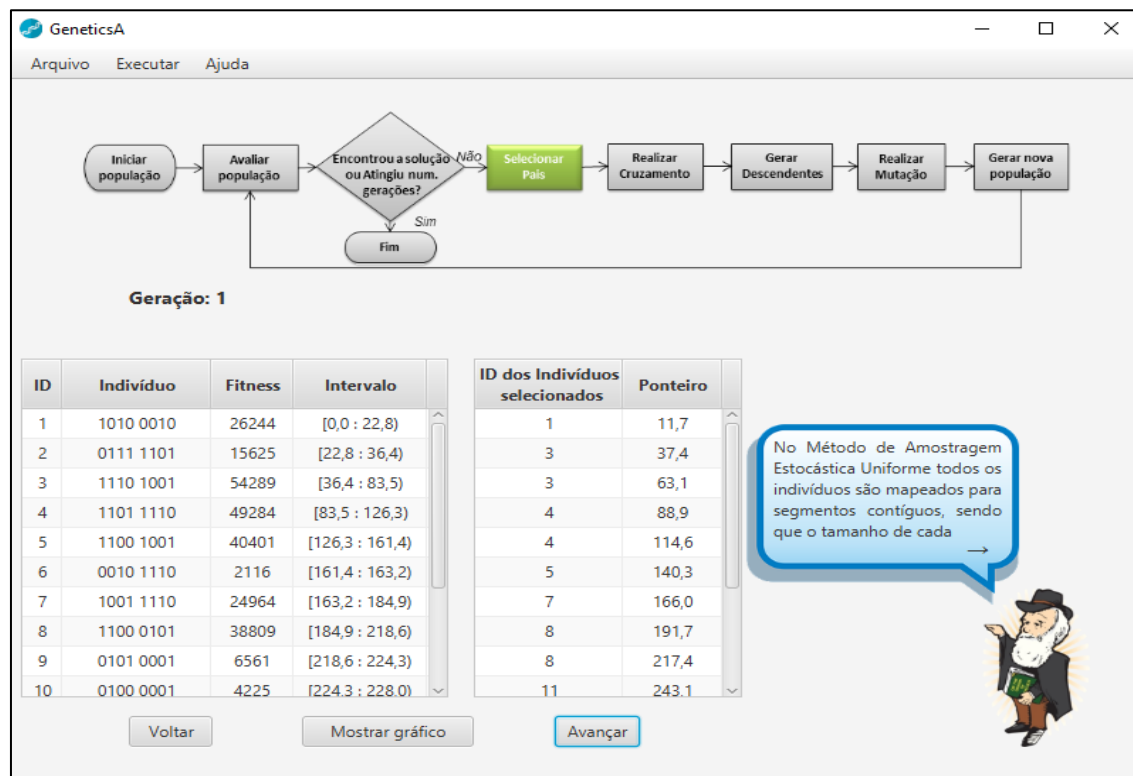 GeneticsA
Arquivo Executar Ajuda
Iniciar
população
Avaliar
população
Encontrou a solução
ou Atingiu num.
gerações?
Não
Sim
Fim
Selecionar
Pais
Realizar
Cruzamento
Gerar
Descendentes
Realizar
Mutação
Gerar nova
população
Geração: 1
ID Indivíduo Fitness Intervalo
1 1010 0010 26244 [0,0 : 22,8)
2 0111 1101 15625 [22,8 : 36,4)
3 1110 1001 54289 [36,4 : 83,5)
4 1101 1110 49284 [83,5 : 126,3)
5 1100 1001 40401 [126,3 : 161,4)
6 0010 1110 2116 [161,4 : 163,2)
7 1001 1110 24964 [163,2 : 184,9)
8 1100 0101 38809 [184,9 : 218,6)
9 0101 0001 6561 [218,6 : 224,3)
10 0100 0001 4225 [224,3 : 228,0)
ID dos Indivíduos
selecionados
Ponteiro
1 11,7
3 37,4
3 63,1
4 88,9
4 114,6
5 140,3
7 166,0
8 191,7
8 217,4
11 243,1
No Método de Amostragem
Estocástica Uniforme todos os
indivíduos são mapeados para
segmentos contíguos, sendo
que o tamanho de cada
→
Voltar
Mostrar gráfico
Avançar